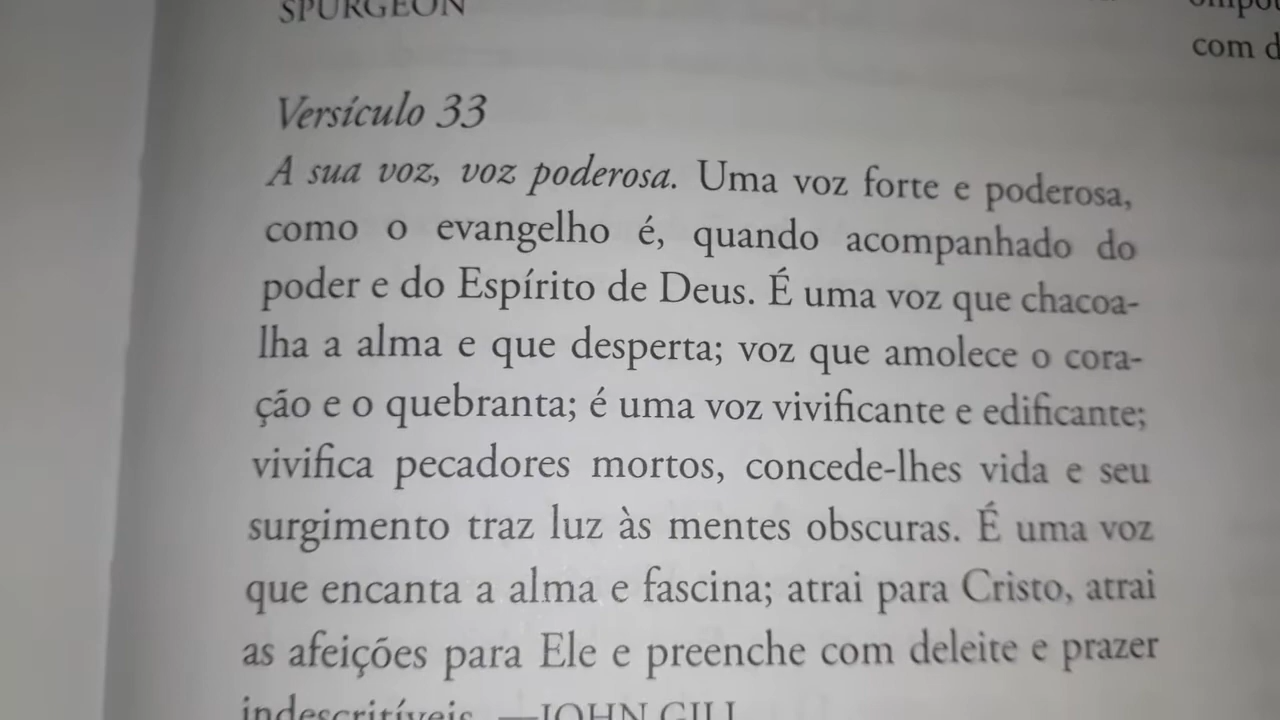 SPURGEON
com d
Versículo 33
A sua voz, voz poderosa. Uma voz forte e poderosa,
como o evangelho é, quando acompanhado do
poder e do Espírito de Deus. É uma voz que chacoa-
lha a alma e que desperta; voz que amolece o cora-
ção e o quebranta; é uma voz vivificante e edificante;
vivifica pecadores mortos, concede-lhes vida e seu
surgimento traz luz às mentes obscuras. É uma voz
que encanta a alma e fascina; atrai para Cristo, atrai
as afeições para Ele e preenche com deleite e prazer
indescritíveis. —JOHN GILL